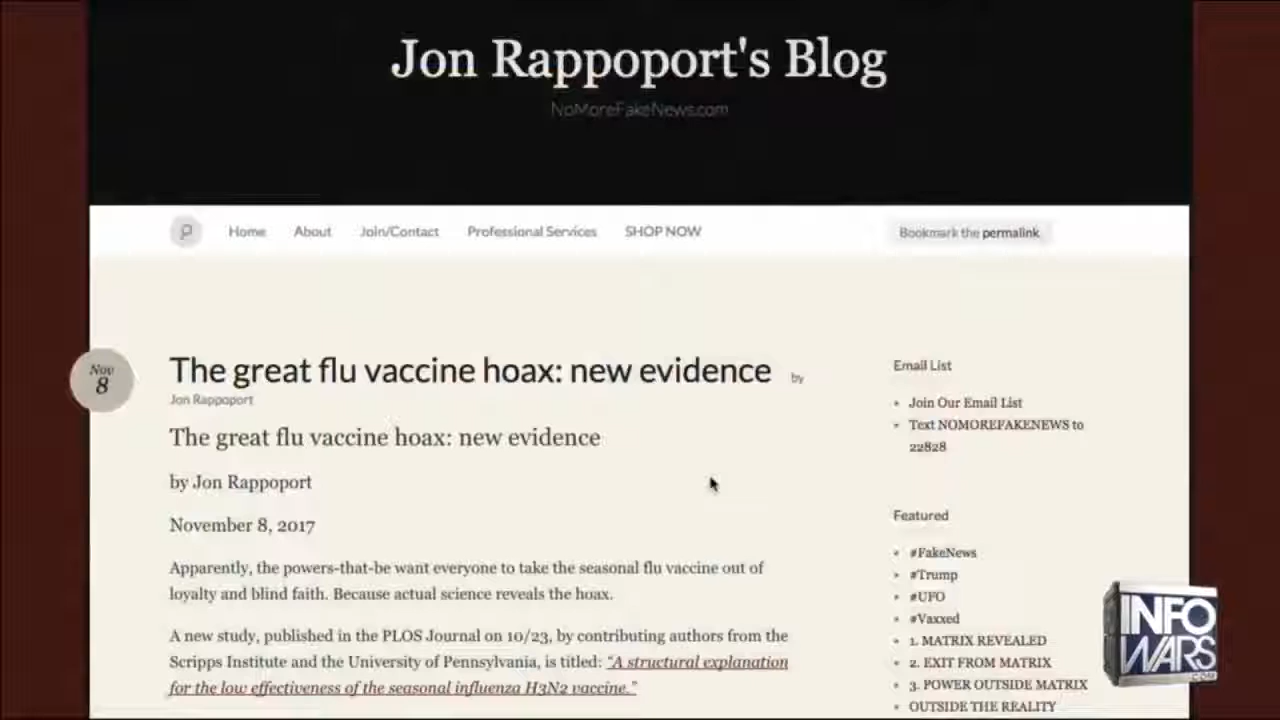 Jon Rappoport's Blog
NoMoreFakeNews.com
Home About Join/Contact Professional Services SHOP NOW
Bookmark the permalink
Nov
8
The great flu vaccine hoax: new evidence by
Jon Rappoport
The great flu vaccine hoax: new evidence
by Jon Rappoport
November 8, 2017
Apparently, the powers-that-be want everyone to take the seasonal flu vaccine out of
loyalty and blind faith. Because actual science reveals the hoax.
A new study, published in the PLOS Journal on 10/23, by contributing authors from the
Scripps Institute and the University of Pennsylvania, is titled: “A structural explanation
for the low effectiveness of the seasonal influenza H3N2 vaccine.”
Email List
Join Our Email List
Text NOMOREFAKENEWS to
22828
Featured
#FakeNews
#Trump
#UFO
#Vaxxed
1. MATRIX REVEALED
2. EXIT FROM MATRIX
3. POWER OUTSIDE MATRIX
OUTSIDE THE REALITY
INFO
WARS
.COM